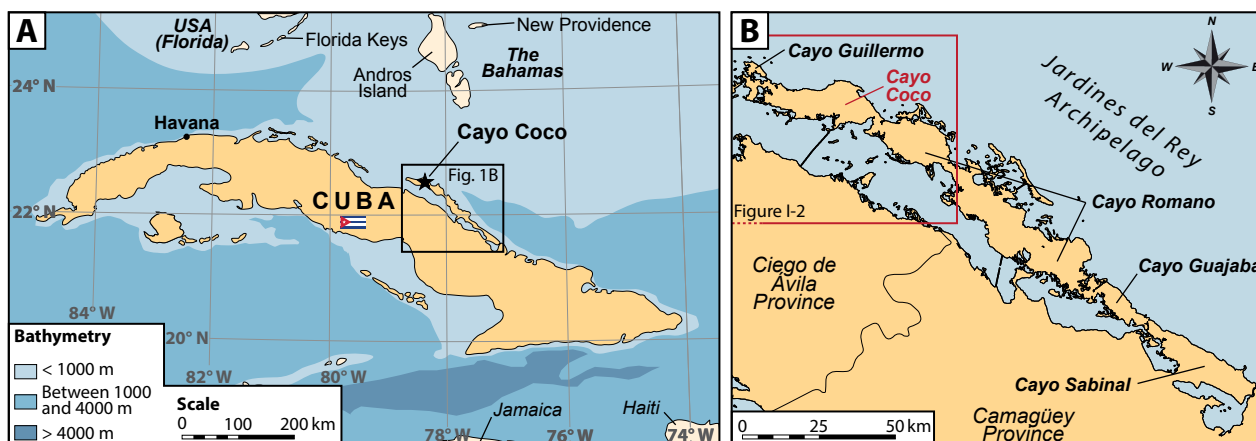 A
USA
(Florida)
Florida Keys
New Providence
Andros
Island
The
Bahamas
24° N
Havana
Cayo Coco
Fig. 1B
CUBA
22° N
84° W
20° N
82° W
80° W
78° W
76° W
74° W
Jamaica
Haiti
Bathymetry
< 1000 m
Between 1000
and 4000 m
> 4000 m
Scale
0 100 200 km
B
Cayo Guillermo
Cayo
Coco
Jardines del Rey
Archipelago
N
W
E
S
Figure I-2
Cayo Romano
Ciego de
Ávila
Province
Cayo Guajaba
Cayo Sabinal
Camagüey
Province
0 25 50 km